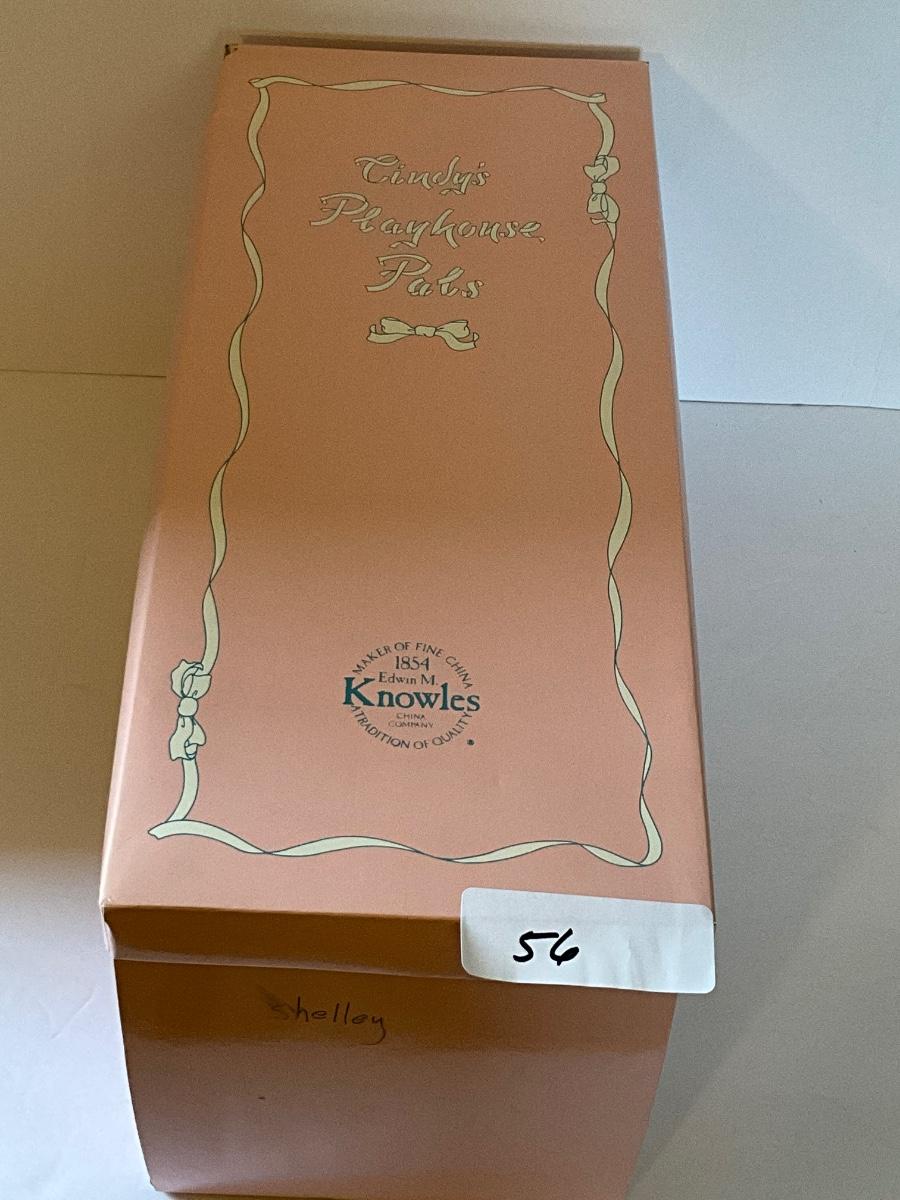 Cindy's
Playhouse
Pals
MAKER OF FINE CHINA
1854
Edwin M.
Knowles
CHINA
COMPANY
A TRADITION OF QUALITY
®
56
Shelley